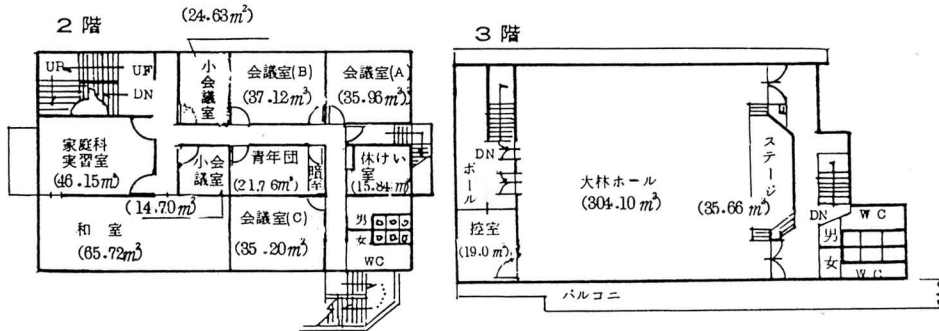 2階
(24.63m²)
UP
UP
DN
小会議室
会議室(B)
(37.12m²)
会議室(A)
(35.96m²)
家庭科
実習室
(46.15m²)
小会
議室
(14.70m²)
青年団
(21.76m²)
休けい
室
(15.84m²)
和室
(65.72m²)
会議室(C)
(35.20m²)
男
女
WC
3階
DN
ホール
控室
(19.0m²)
大林ホール
(304.10m²)
ステージ
(35.66m²)
DN
WC
男
女
WC
バルコニ